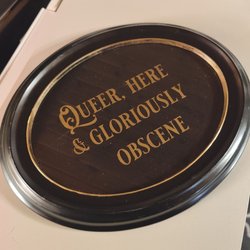 Queer, here
& Gloriously
obscene